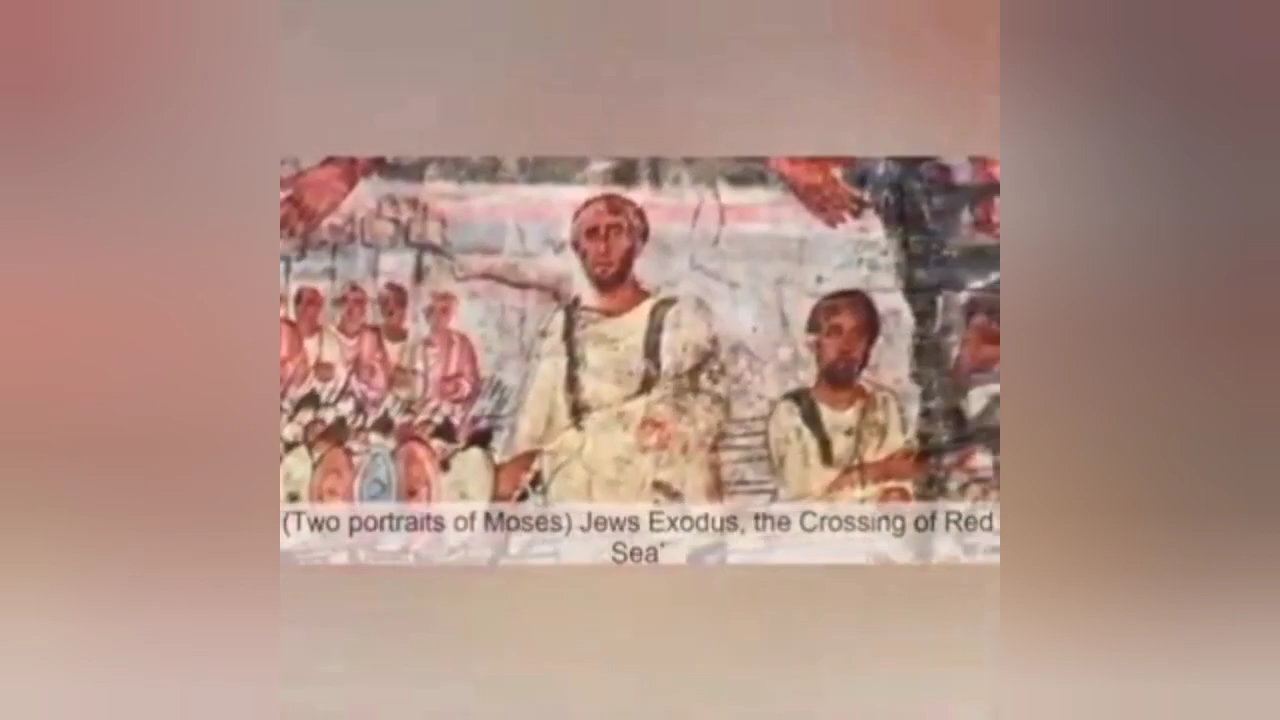 (Two portraits of Moses) Jews Exodus, the Crossing of Red
Sea'